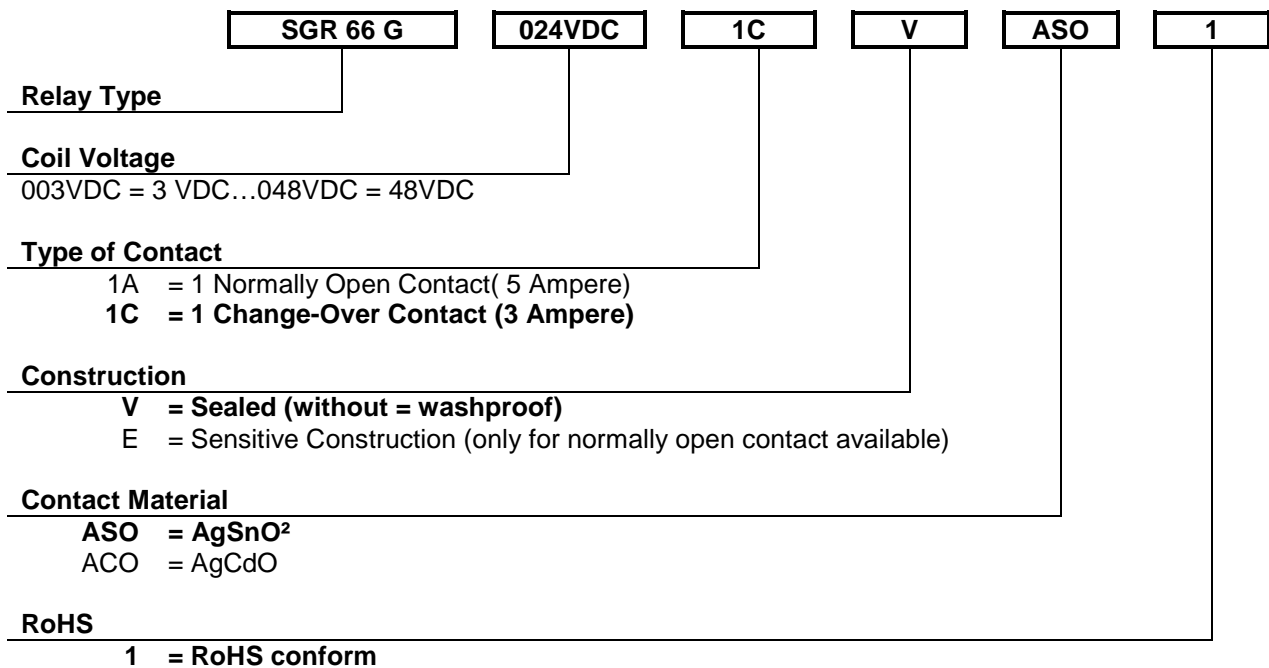 SGR 66 G 024VDC 1C V ASO 1
Relay Type
Coil Voltage
003VDC = 3 VDC…048VDC = 48VDC
Type of Contact
1A = 1 Normally Open Contact( 5 Ampere)
1C = 1 Change-Over Contact (3 Ampere)
Construction
V = Sealed (without = washproof)
E = Sensitive Construction (only for normally open contact available)
Contact Material
ASO = AgSnO²
ACO = AgCdO
RoHS
1 = RoHS conform